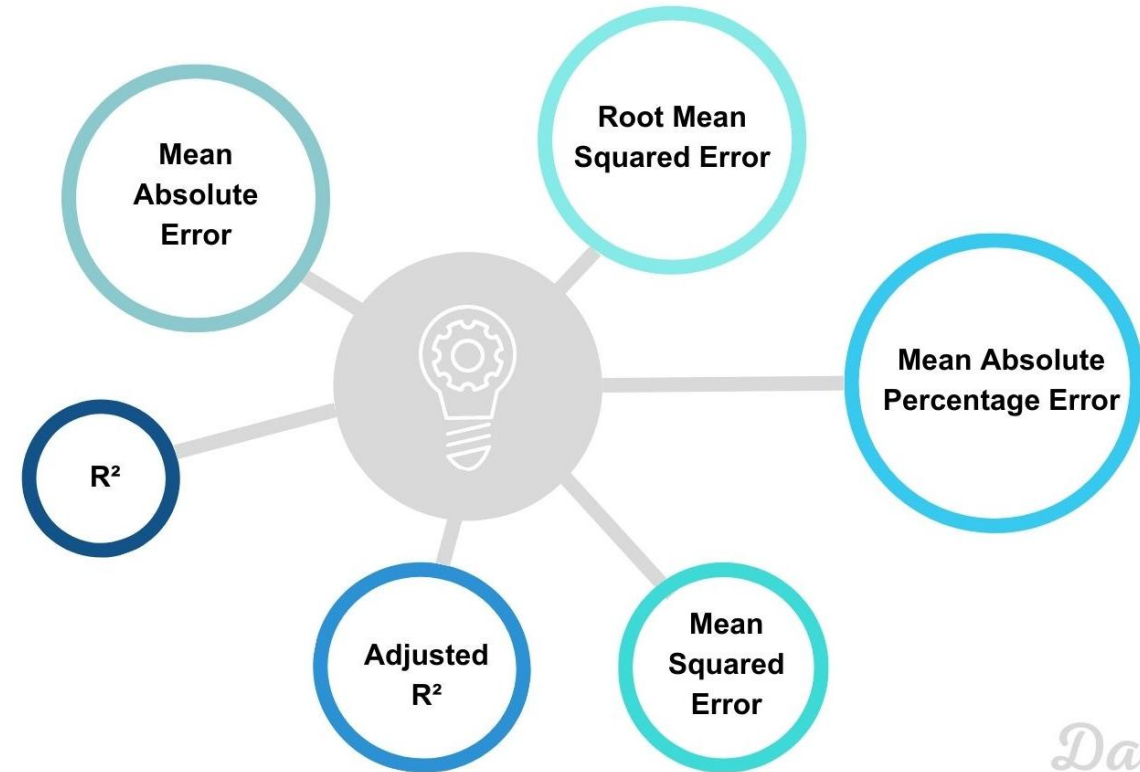 Mean
Absolute
Error
Root Mean
Squared Error
Mean Absolute
Percentage Error
R²
Adjusted
R²
Mean
Squared
Error
Da